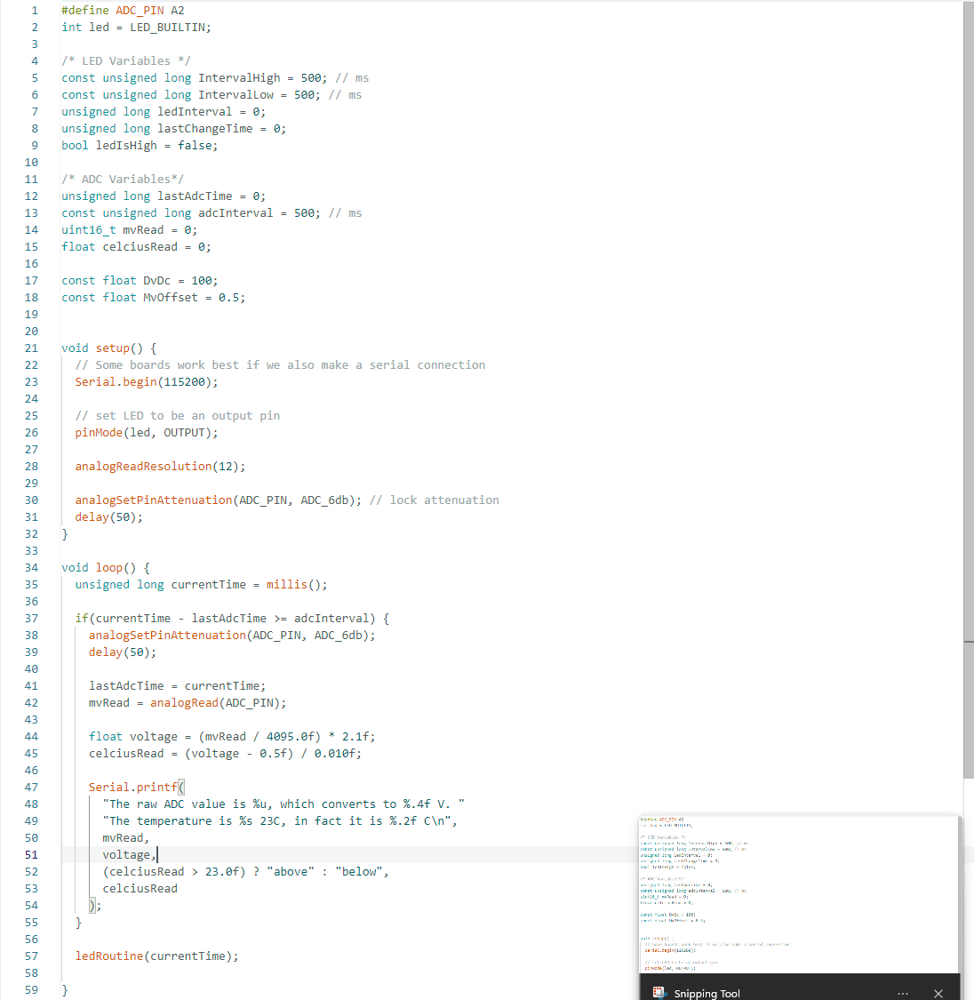 1 #define ADC_PIN A2
2 int led = LED_BUILTIN;
3
4 /* LED Variables */
5 const unsigned long IntervalHigh = 500; // ms
6 const unsigned long IntervalLow = 500; // ms
7 unsigned long ledInterval = 0;
8 unsigned long lastChangeTime = 0;
9 bool ledIsHigh = false;
10
11 /* ADC Variables*/
12 unsigned long lastAdcTime = 0;
13 const unsigned long adcInterval = 500; // ms
14 uint16_t mvRead = 0;
15 float celciusRead = 0;
16
17 const float DvDc = 100;
18 const float MvOffset = 0.5;
19
20
21 void setup() {
22 // Some boards work best if we also make a serial connection
23 Serial.begin(115200);
24
25 // set LED to be an output pin
26 pinMode(led, OUTPUT);
27
28 analogReadResolution(12);
29
30 analogSetPinAttenuation(ADC_PIN, ADC_6db); // lock attenuation
31 delay(50);
32 }
33
34 void loop() {
35 unsigned long currentTime = millis();
36
37 if(currentTime - lastAdcTime >= adcInterval) {
38 analogSetPinAttenuation(ADC_PIN, ADC_6db);
39 delay(50);
40
41 lastAdcTime = currentTime;
42 mvRead = analogRead(ADC_PIN);
43
44 float voltage = (mvRead / 4095.0f) * 2.1f;
45 celciusRead = (voltage - 0.5f) / 0.010f;
46
47 Serial.printf(
48 "The raw ADC value is %u, which converts to %.4f V. "
49 "The temperature is %s 23C, in fact it is %.2f C\n",
50 mvRead,
51 voltage,
52 (celciusRead > 23.0f) ? "above" : "below",
53 celciusRead
54 );
55 }
56
57 ledRoutine(currentTime);
58
59 }
Snipping Tool